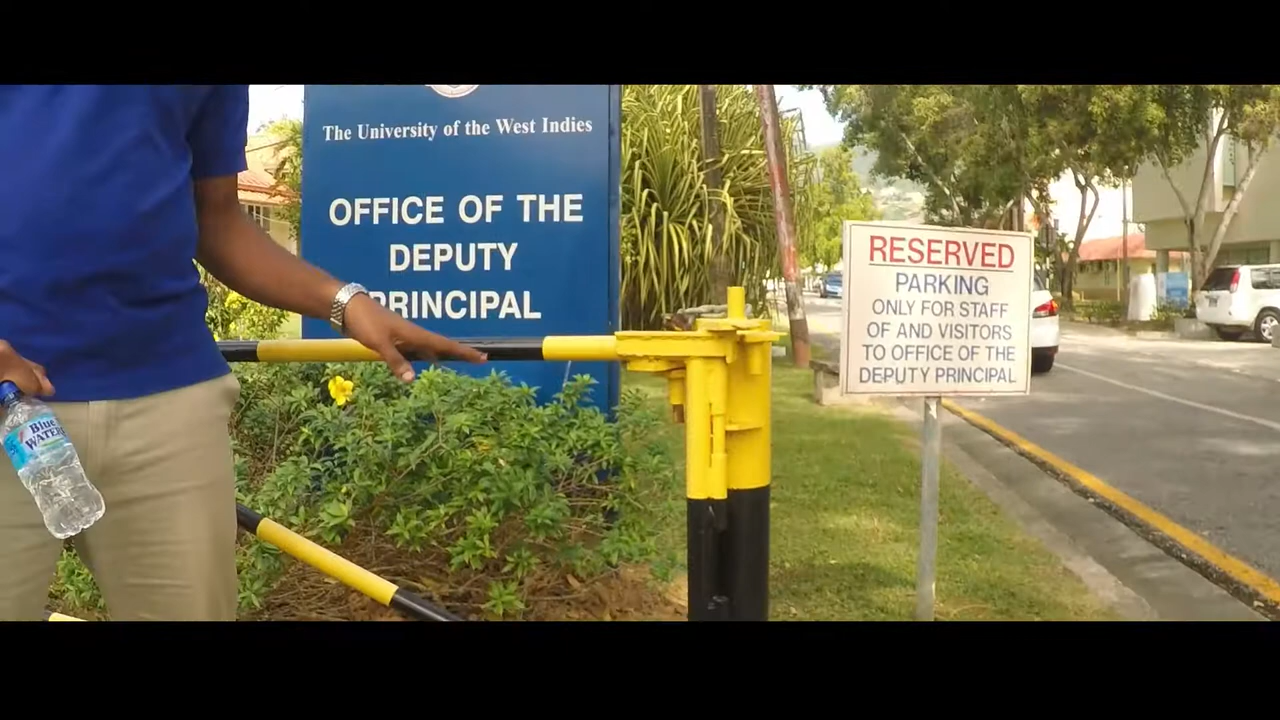 The University of the West Indies
OFFICE OF THE
DEPUTY
PRINCIPAL
RESERVED
PARKING
ONLY FOR STAFF
OF AND VISITORS
TO OFFICE OF THE
DEPUTY PRINCIPAL
Blue
WATERS